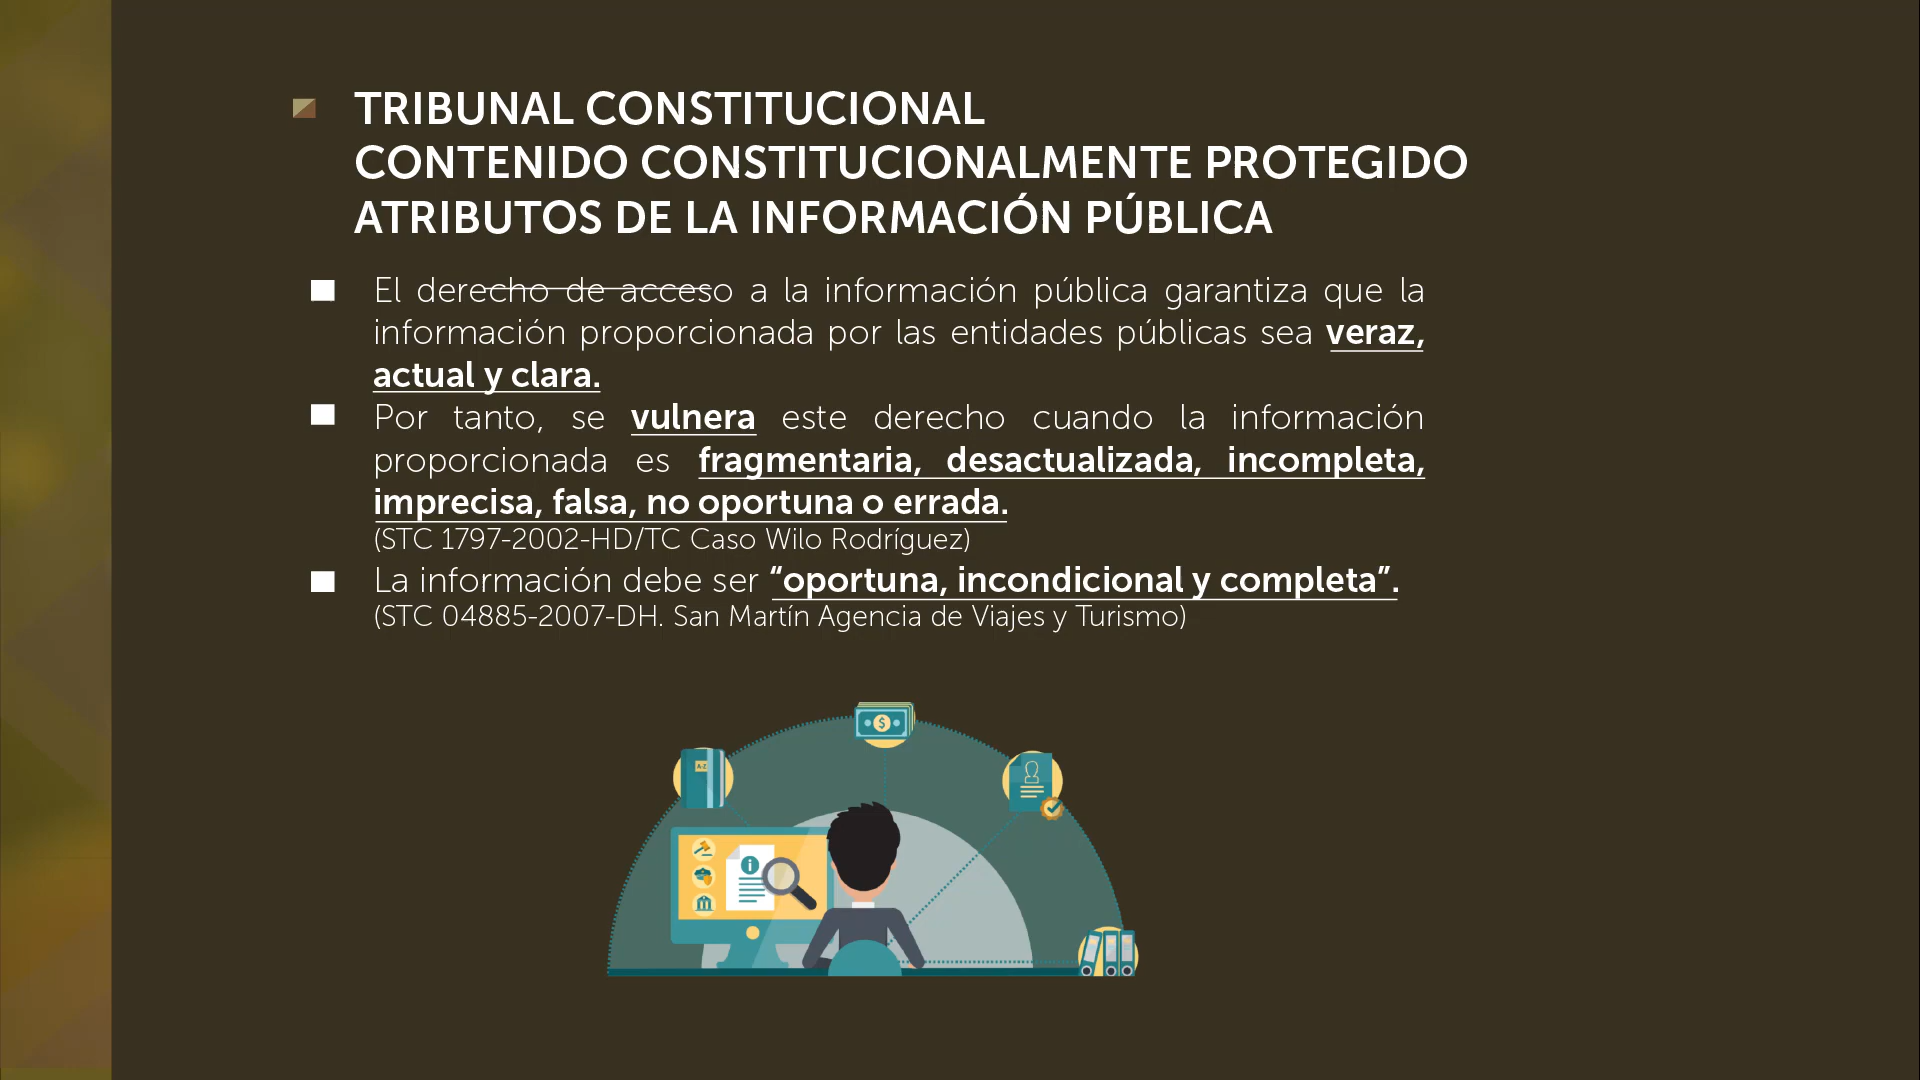 TRIBUNAL CONSTITUCIONAL
CONTENIDO CONSTITUCIONALMENTE PROTEGIDO
ATRIBUTOS DE LA INFORMACIÓN PÚBLICA
El derecho de acceso a la información pública garantiza que la
información proporcionada por las entidades públicas sea veraz,
actual y clara.
Por tanto, se vulnera este derecho cuando la información
proporcionada es fragmentaria, desactualizada, incompleta,
imprecisa, falsa, no oportuna o errada.
(STC 1797-2002-HD/TC Caso Wilo Rodríguez)
La información debe ser “oportuna, incondicional y completa”.
(STC 04885-2007-DH. San Martín Agencia de Viajes y Turismo)
$
A-Z
i